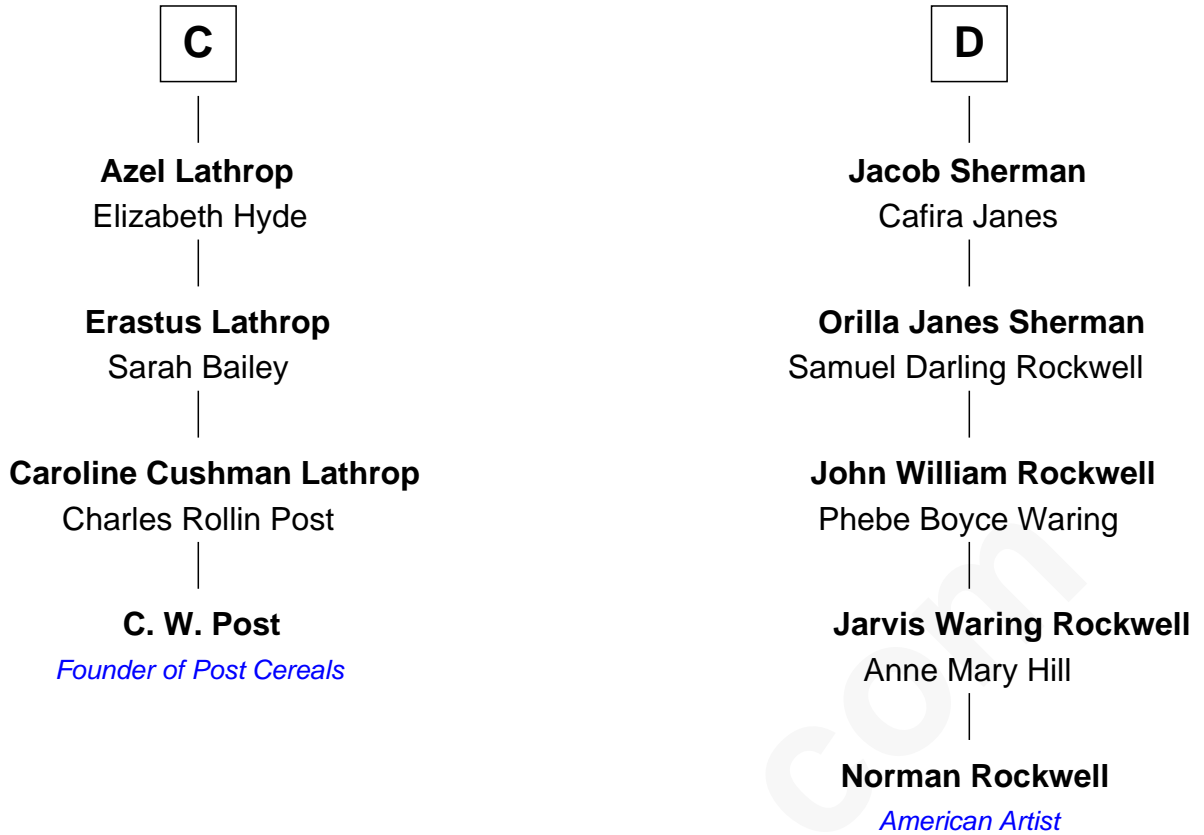 C
Azel Lathrop
Elizabeth Hyde
Erastus Lathrop
Sarah Bailey
Caroline Cushman Lathrop
Charles Rollin Post
C. W. Post
Founder of Post Cereals
D
Jacob Sherman
Cafira Janes
Orilla Janes Sherman
Samuel Darling Rockwell
John William Rockwell
Phebe Boyce Waring
Jarvis Waring Rockwell
Anne Mary Hill
Norman Rockwell
American Artist
com